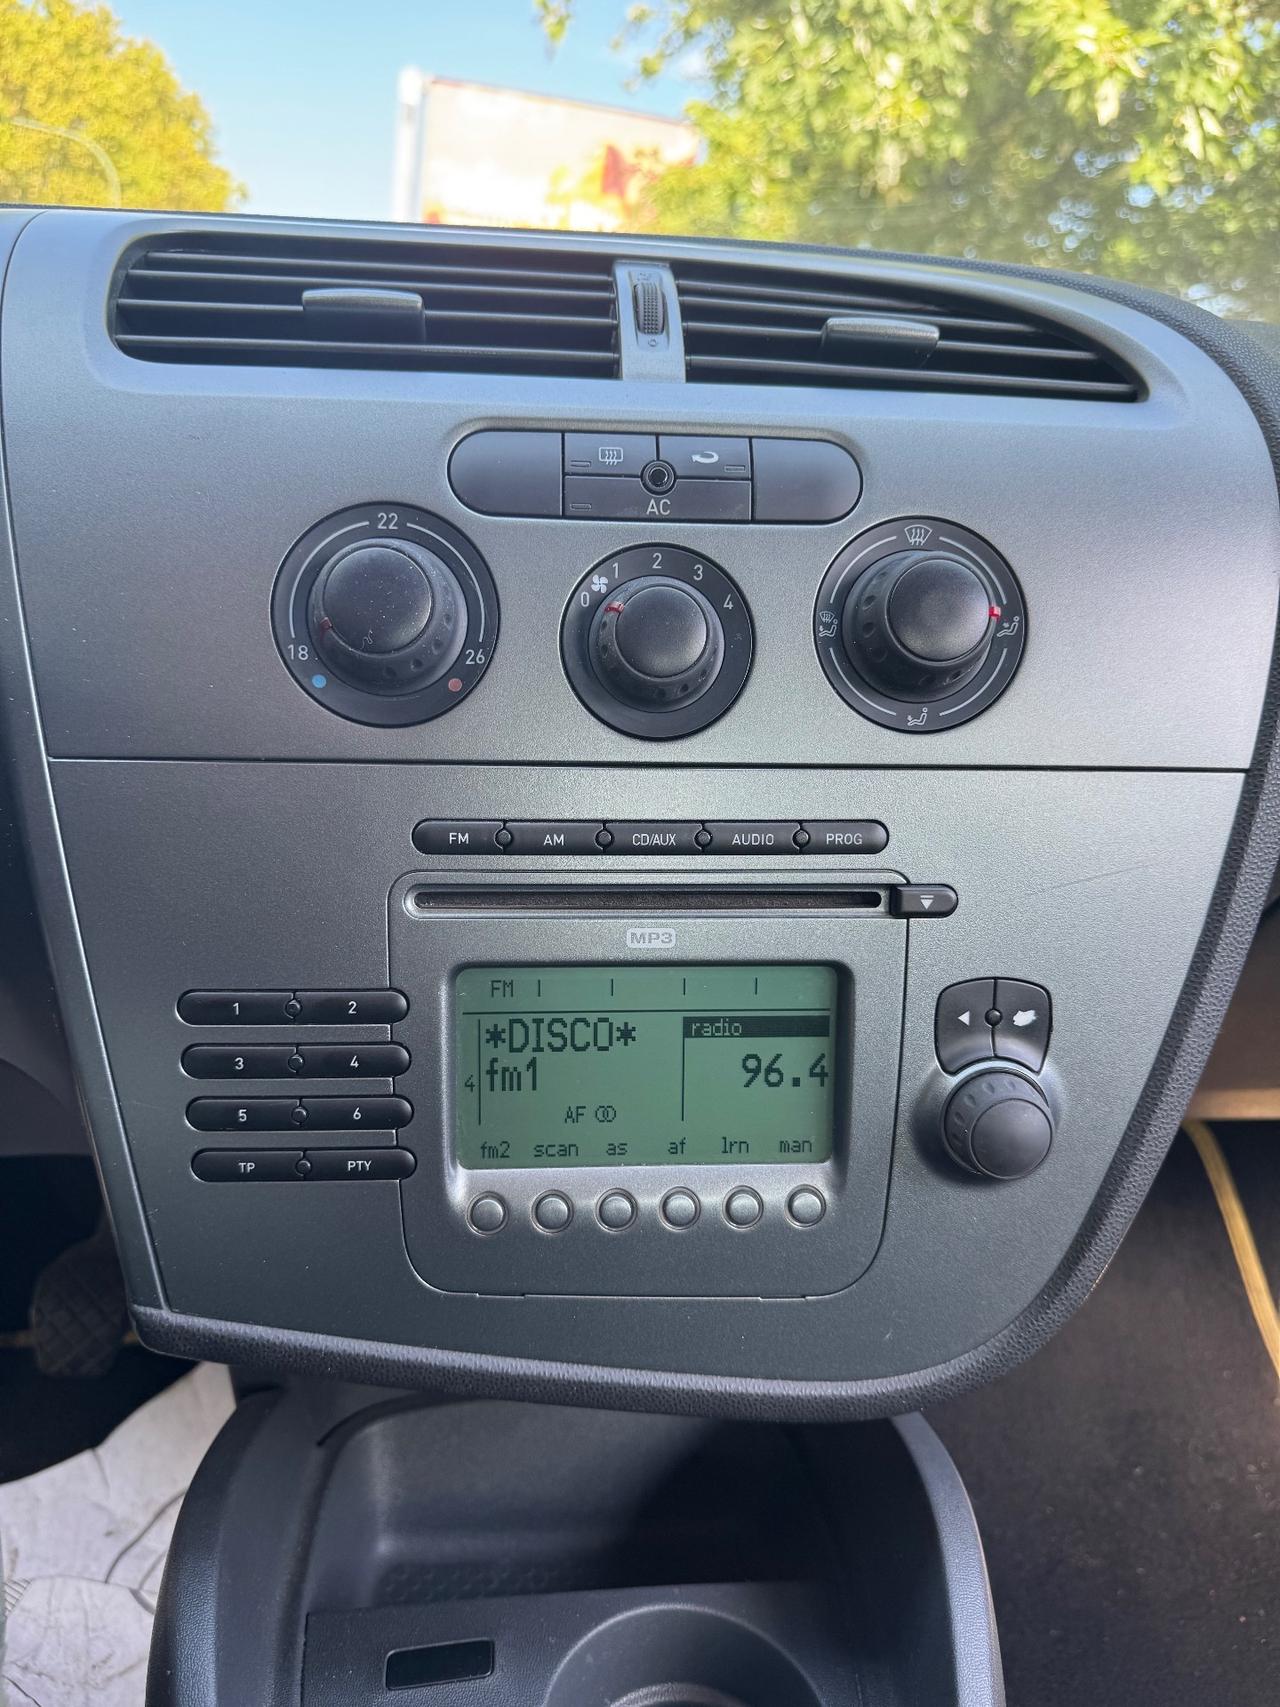 AC
22
18
26
0
1
2
3
4
FM AM CD/AUX AUDIO PROG
MP3
1 2
3 4
5 6
TP PTY
FM
*DISCO*
radio
fm1
96.4
4
AF
fm2 scan as af lrn man